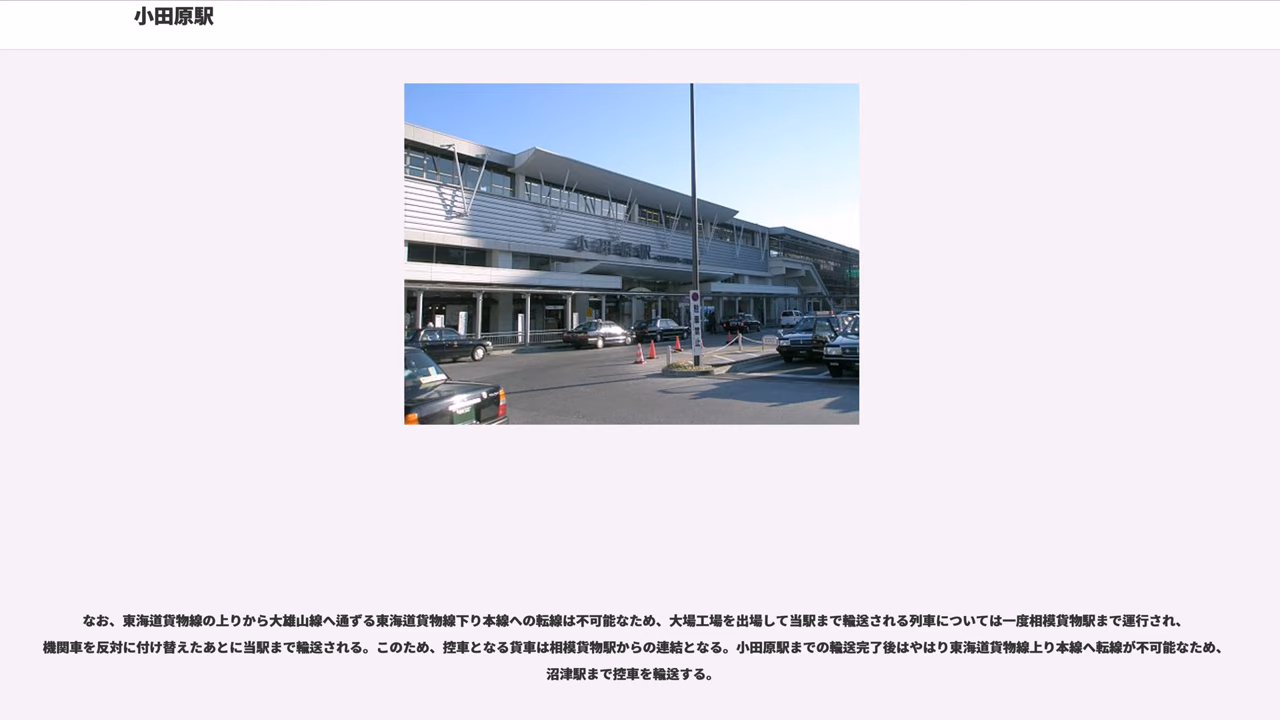 小田原駅
小田原駅
駐車禁止
なお、東海道貨物線の上りから大雄山線へ通ずる東海道貨物線下り本線への転線は不可能なため、大場工場を出場して当駅まで輸送される列車については一度相模貨物駅まで運行され、
機関車を反対に付け替えたあとに当駅まで輸送される。このため、控車となる貨車は相模貨物駅からの連結となる。小田原駅までの輸送完了後はやはり東海道貨物線上り本線へ転線が不可能なため、
沼津駅まで控車を輸送する。